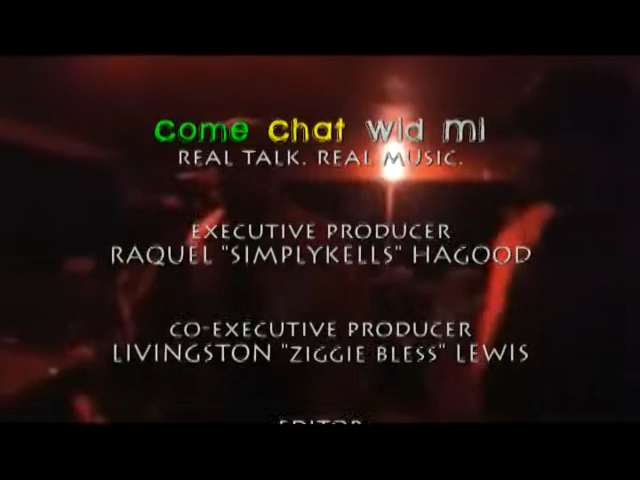 come chat wid mi
REAL TALK. REAL MUSIC.
EXECUTIVE PRODUCER
RAQUEL "SIMPLYKELLS" HAGOOD
CO-EXECUTIVE PRODUCER
LIVINGSTON "ZIGGIE BLESS" LEWIS
EDITOR